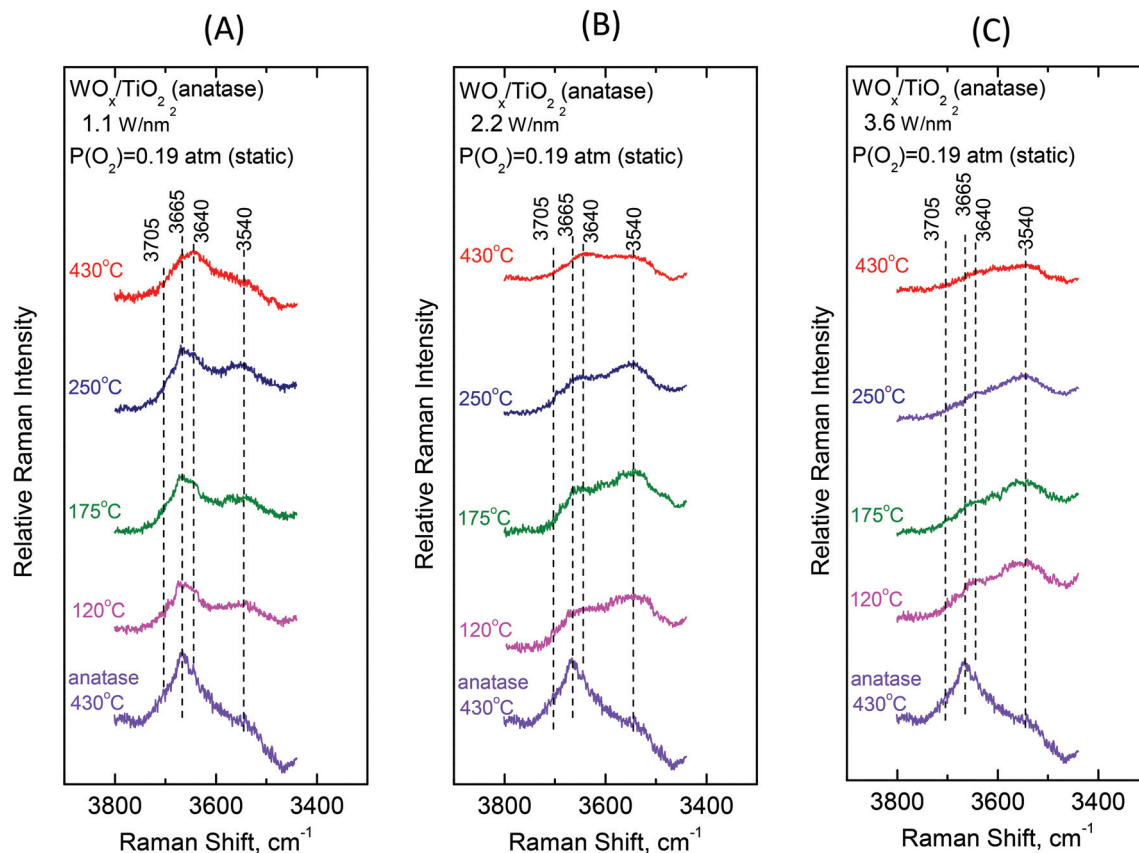 (A)
WOₓ/TiO₂ (anatase)
1.1 W/nm²
P(O₂)=0.19 atm (static)
3705
3665
3640
3540
430°C
250°C
175°C
120°C
anatase
430°C
Relative Raman Intensity
3800 3600 3400
Raman Shift, cm⁻¹
(B)
WOₓ/TiO₂ (anatase)
2.2 W/nm²
P(O₂)=0.19 atm (static)
3705
3665
3640
3540
430°C
250°C
175°C
120°C
anatase
430°C
Relative Raman Intensity
3800 3600 3400
Raman Shift, cm⁻¹
(C)
WOₓ/TiO₂ (anatase)
3.6 W/nm²
P(O₂)=0.19 atm (static)
3705
3665
3640
3540
430°C
250°C
175°C
120°C
anatase
430°C
Relative Raman Intensity
3800 3600 3400
Raman Shift, cm⁻¹